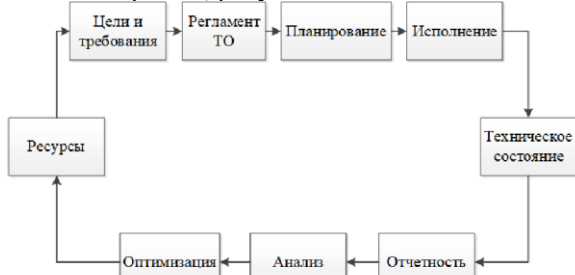 Цели и
требования
Регламент
ТО
Планирование
Исполнение
Ресурсы
Техническое
состояние
Оптимизация
Анализ
Отчетность